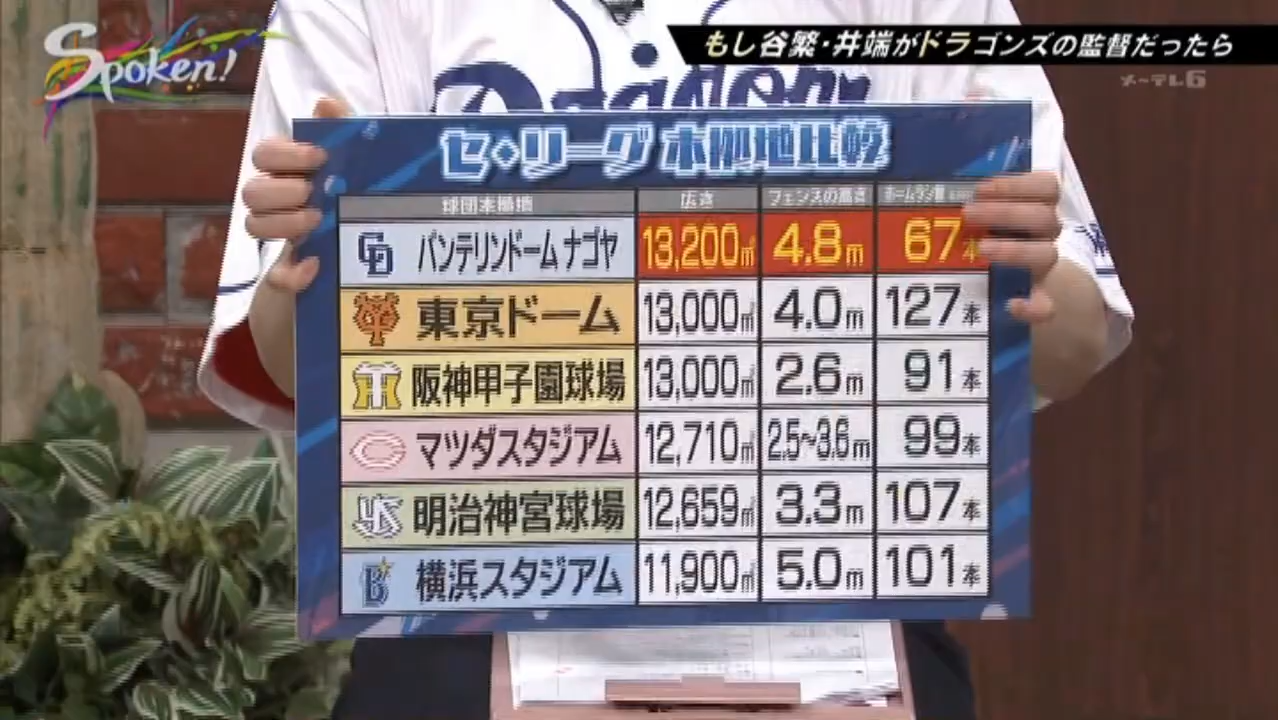 Spoken!
もし谷繁・井端がドラゴンズの監督だったら
メ〜テレ6
Dragons
セ・リーグ 本拠地比較
球団本拠地 広さ フェンスの高さ ホームラン数
CD バンテリンドーム ナゴヤ 13,200㎡ 4.8m 67本
東京ドーム 13,000㎡ 4.0m 127本
阪神甲子園球場 13,000㎡ 2.6m 91本
C マツダスタジアム 12,710㎡ 2.5~3.6m 99本
YS 明治神宮球場 12,659㎡ 3.3m 107本
B 横浜スタジアム 11,900㎡ 5.0m 101本